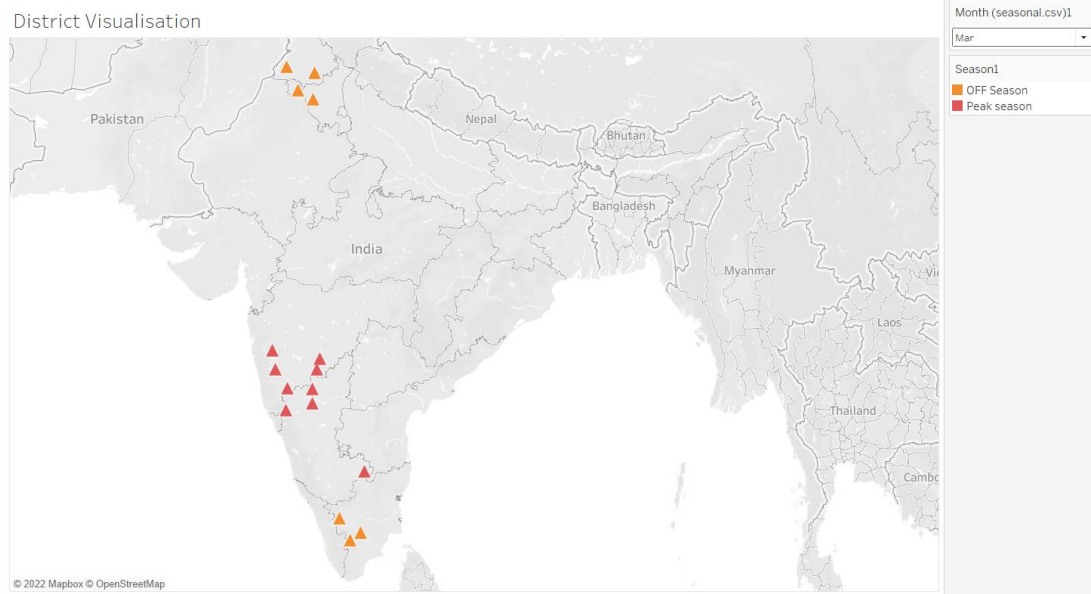 District Visualisation
Month (seasonal.csv)1
Mar
Season1
OFF Season
Peak season
Pakistan
Nepal
Bhutan
Bangladesh
India
Myanmar
Vi
Laos
Thailand
Cambo
© 2022 Mapbox © OpenStreetMap